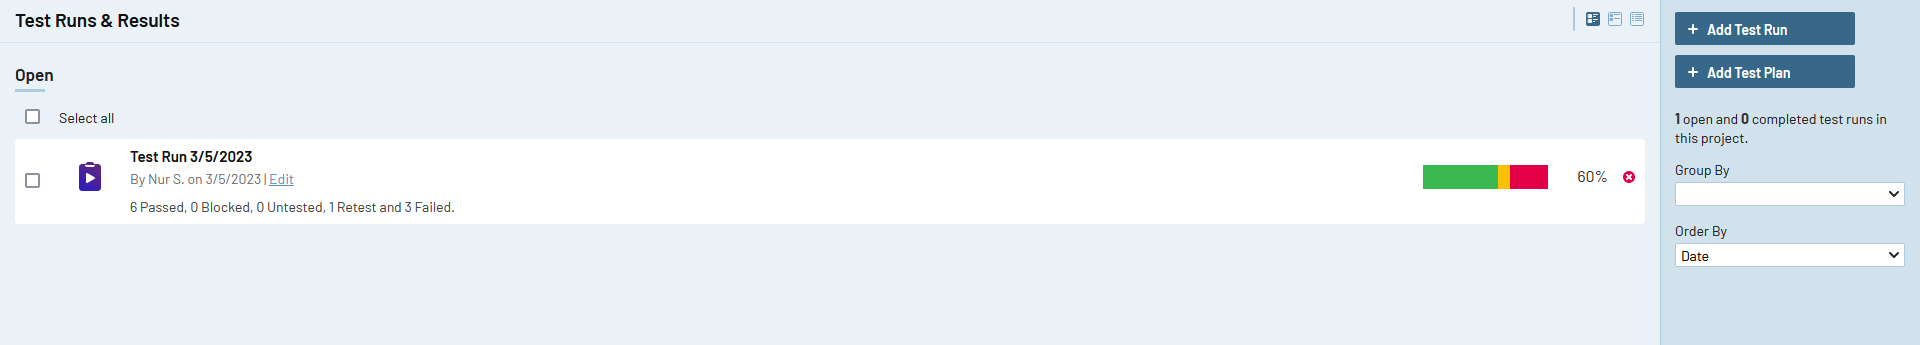 Test Runs & Results
Open
Select all
Test Run 3/5/2023
By Nur S. on 3/5/2023 | Edit
6 Passed, 0 Blocked, 0 Untested, 1 Retest and 3 Failed.
60%
+ Add Test Run
+ Add Test Plan
1 open and 0 completed test runs in
this project.
Group By
Order By
Date